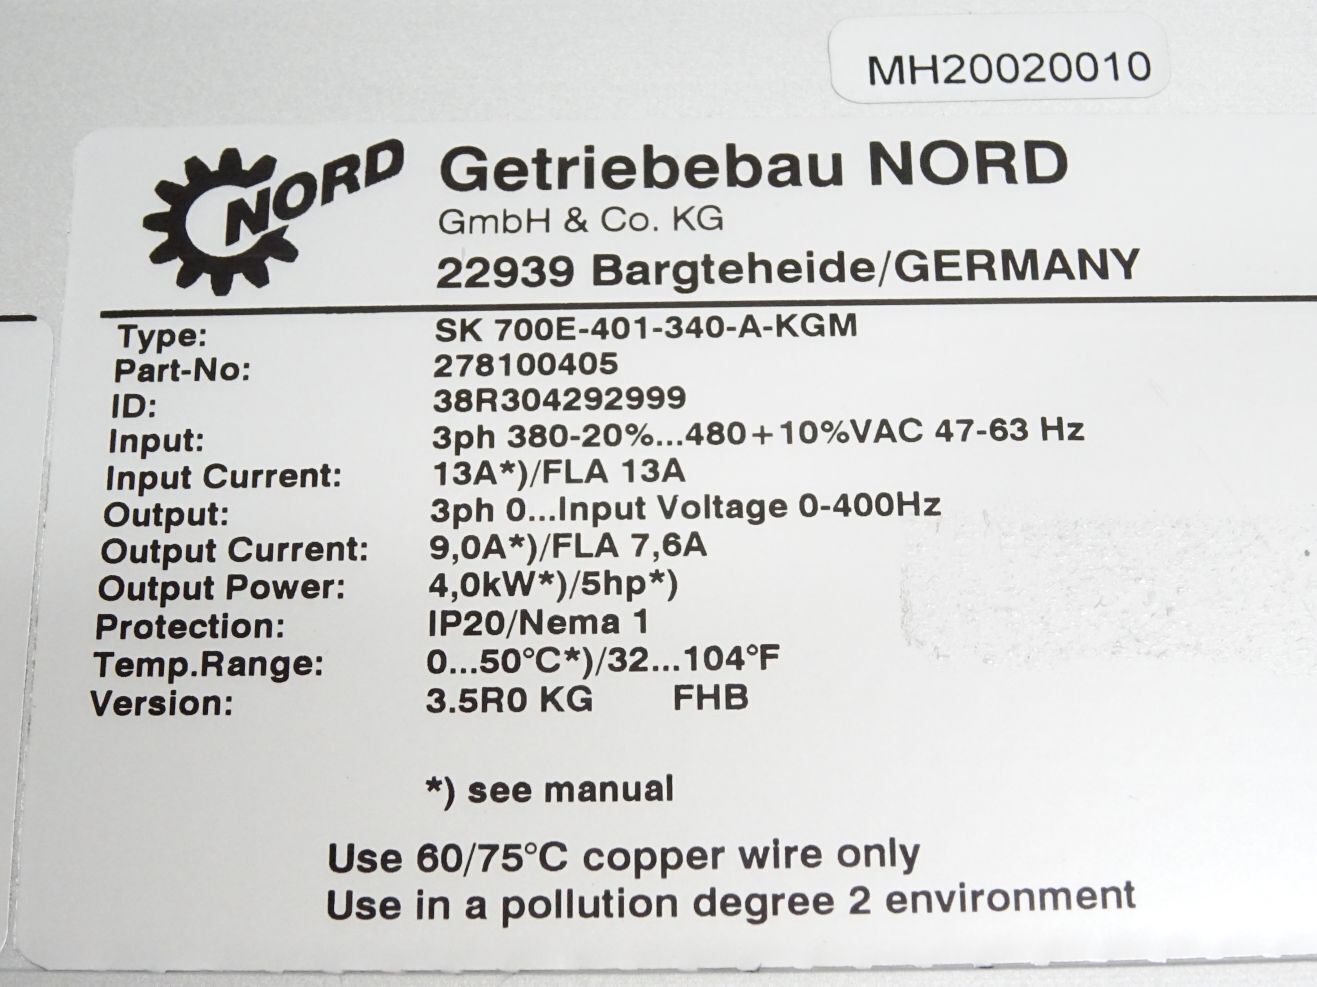 MH20020010
NORD
Getriebebau NORD
GmbH & Co. KG
22939 Bargteheide/GERMANY
Type: SK 700E-401-340-A-KGM
Part-No: 278100405
ID: 38R304292999
Input: 3ph 380-20%...480+10%VAC 47-63 Hz
Input Current: 13A*)/FLA 13A
Output: 3ph 0...Input Voltage 0-400Hz
Output Current: 9,0A*)/FLA 7,6A
Output Power: 4,0kW*)/5hp*)
Protection: IP20/Nema 1
Temp.Range: 0...50°C*)/32...104°F
Version: 3.5R0 KG FHB
*) see manual
Use 60/75°C copper wire only
Use in a pollution degree 2 environment